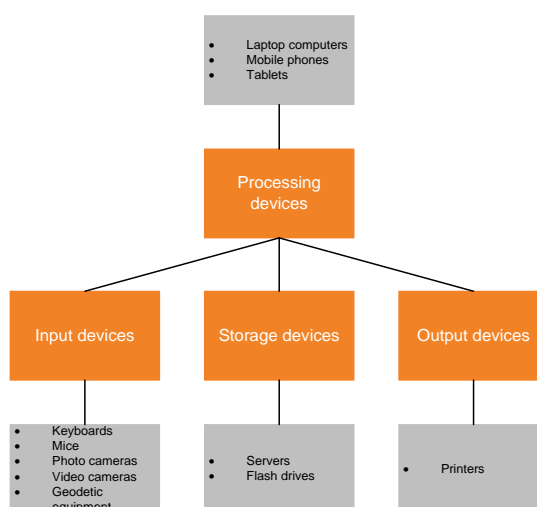 • Laptop computers
• Mobile phones
• Tablets
Processing
devices
Input devices
Storage devices
Output devices
• Keyboards
• Mice
• Photo cameras
• Video cameras
• Geodetic
equipment
• Servers
• Flash drives
• Printers